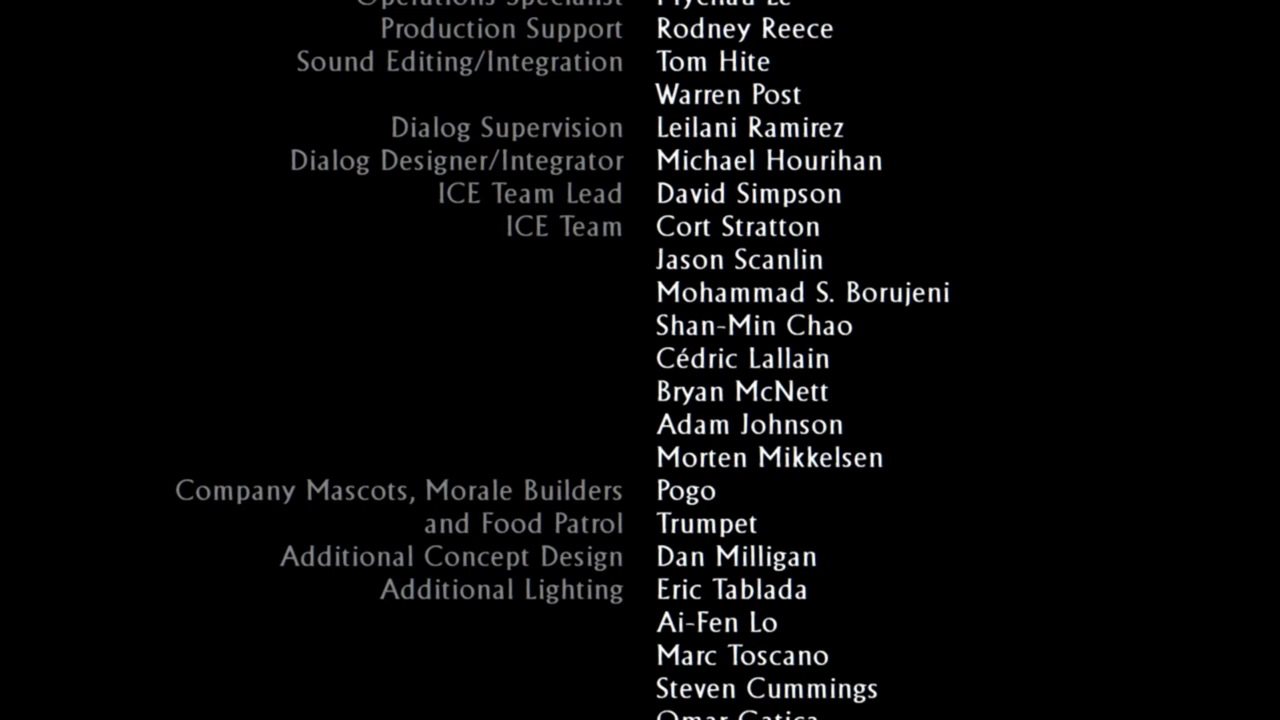 Production Support Rodney Reece
Sound Editing/Integration Tom Hite
Warren Post
Dialog Supervision Leilani Ramirez
Dialog Designer/Integrator Michael Hourihan
ICE Team Lead David Simpson
ICE Team Cort Stratton
Jason Scanlin
Mohammad S. Borujeni
Shan-Min Chao
Cédric Lallain
Bryan McNett
Adam Johnson
Morten Mikkelsen
Company Mascots, Morale Builders Pogo
and Food Patrol Trumpet
Additional Concept Design Dan Milligan
Additional Lighting Eric Tablada
Ai-Fen Lo
Marc Toscano
Steven Cummings